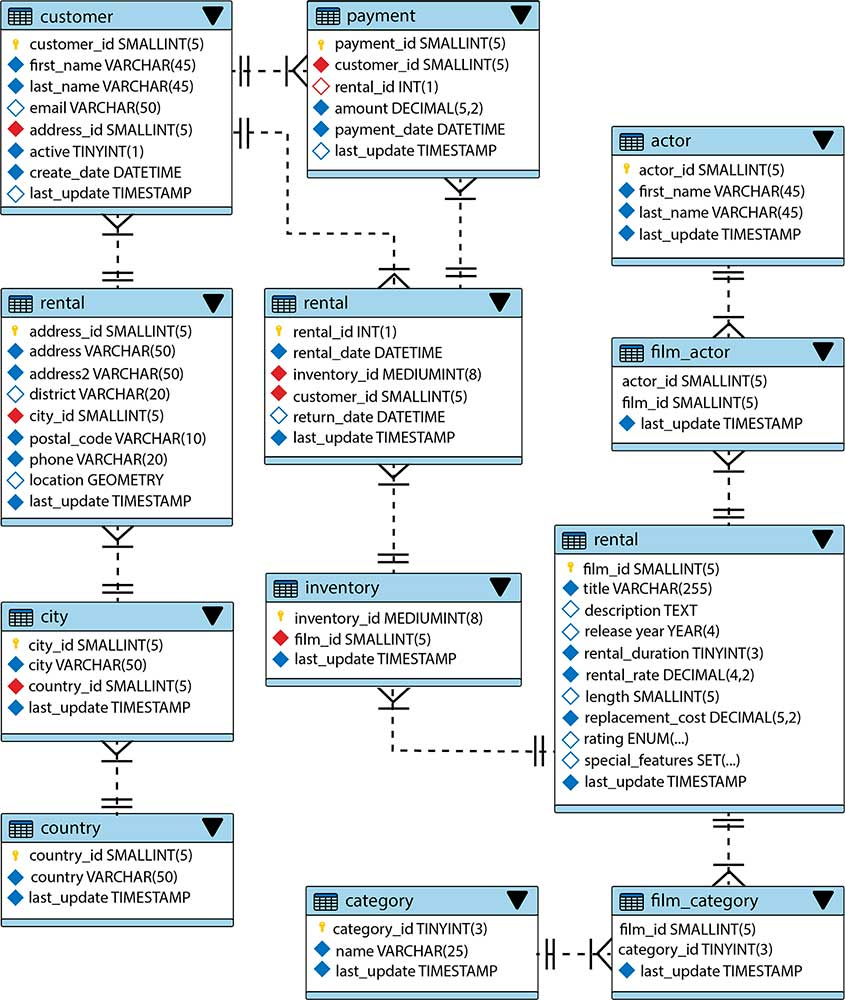 customer
customer_id SMALLINT(5)
first_name VARCHAR(45)
last_name VARCHAR(45)
email VARCHAR(50)
address_id SMALLINT(5)
active TINYINT(1)
create_date DATETIME
last_update TIMESTAMP
payment
payment_id SMALLINT(5)
customer_id SMALLINT(5)
rental_id INT(1)
amount DECIMAL(5,2)
payment_date DATETIME
last_update TIMESTAMP
actor
actor_id SMALLINT(5)
first_name VARCHAR(45)
last_name VARCHAR(45)
last_update TIMESTAMP
rental
address_id SMALLINT(5)
address VARCHAR(50)
address2 VARCHAR(50)
district VARCHAR(20)
city_id SMALLINT(5)
postal_code VARCHAR(10)
phone VARCHAR(20)
location GEOMETRY
last_update TIMESTAMP
rental
rental_id INT(1)
rental_date DATETIME
inventory_id MEDIUMINT(8)
customer_id SMALLINT(5)
return_date DATETIME
last_update TIMESTAMP
film_actor
actor_id SMALLINT(5)
film_id SMALLINT(5)
last_update TIMESTAMP
city
city_id SMALLINT(5)
city VARCHAR(50)
country_id SMALLINT(5)
last_update TIMESTAMP
inventory
inventory_id MEDIUMINT(8)
film_id SMALLINT(5)
last_update TIMESTAMP
rental
film_id SMALLINT(5)
title VARCHAR(255)
description TEXT
release year YEAR(4)
rental_duration TINYINT(3)
rental_rate DECIMAL(4,2)
length SMALLINT(5)
replacement_cost DECIMAL(5,2)
rating ENUM(...)
special_features SET(...)
last_update TIMESTAMP
country
country_id SMALLINT(5)
country VARCHAR(50)
last_update TIMESTAMP
category
category_id TINYINT(3)
name VARCHAR(25)
last_update TIMESTAMP
film_category
film_id SMALLINT(5)
category_id TINYINT(3)
last_update TIMESTAMP